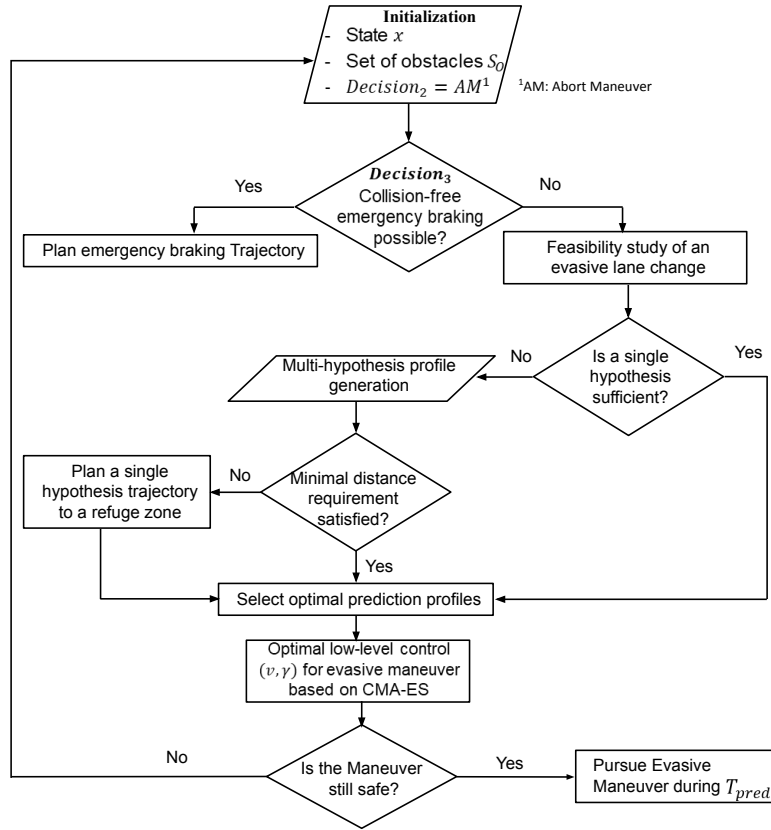 Initialization
- State x
- Set of obstacles S_O
- Decision₂ = AM¹
¹AM: Abort Maneuver
Decision₃
Collision-free
emergency braking
possible?
Yes
No
Plan emergency braking Trajectory
Feasibility study of an
evasive lane change
Is a single
hypothesis
sufficient?
No
Yes
Multi-hypothesis profile
generation
Minimal distance
requirement
satisfied?
No
Yes
Plan a single
hypothesis trajectory
to a refuge zone
Select optimal prediction profiles
Optimal low-level control
(v, γ) for evasive maneuver
based on CMA-ES
Is the Maneuver
still safe?
No
Yes
Pursue Evasive
Maneuver during T_pred